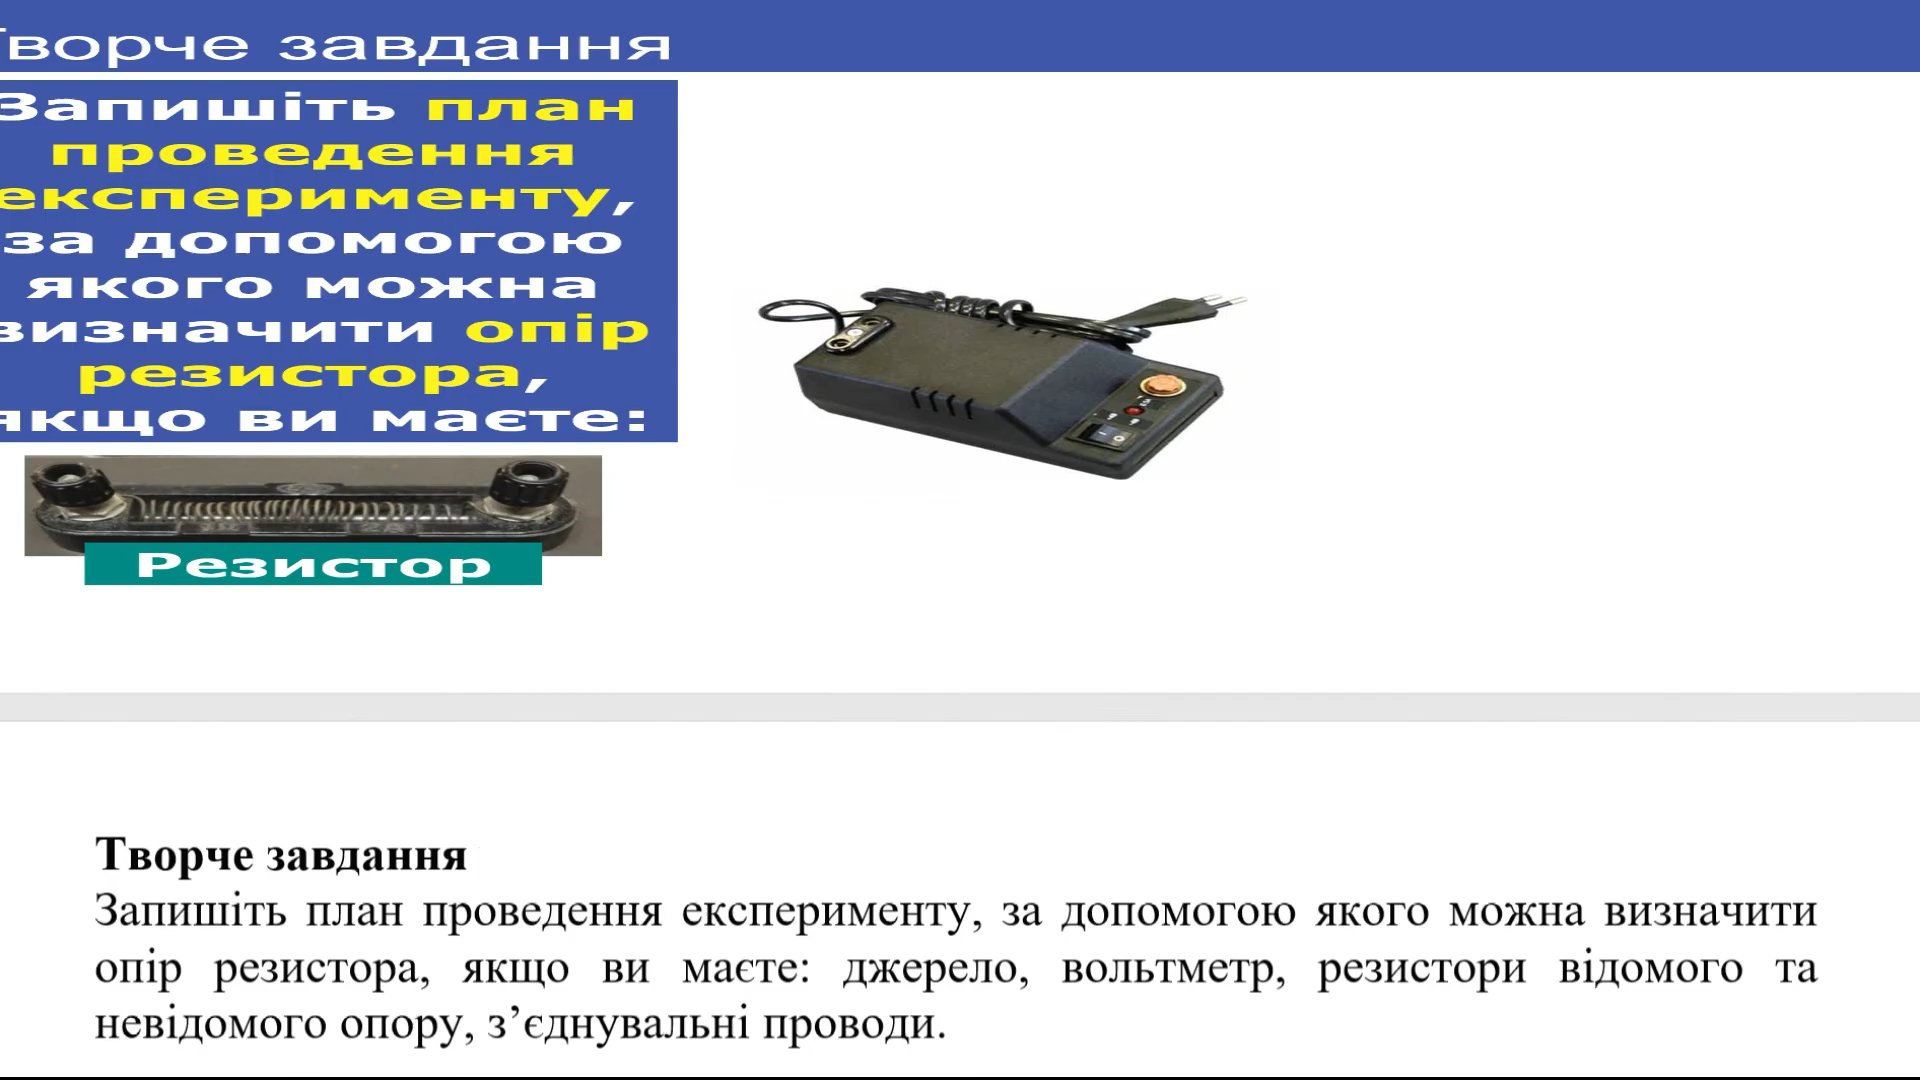 Творче завдання
Запишіть план
проведення
експерименту,
за допомогою
якого можна
визначити опір
резистора,
якщо ви маєте:
Резистор
Творче завдання
Запишіть план проведення експерименту, за допомогою якого можна визначити
опір резистора, якщо ви маєте: джерело, вольтметр, резистори відомого та
невідомого опору, з’єднувальні проводи.